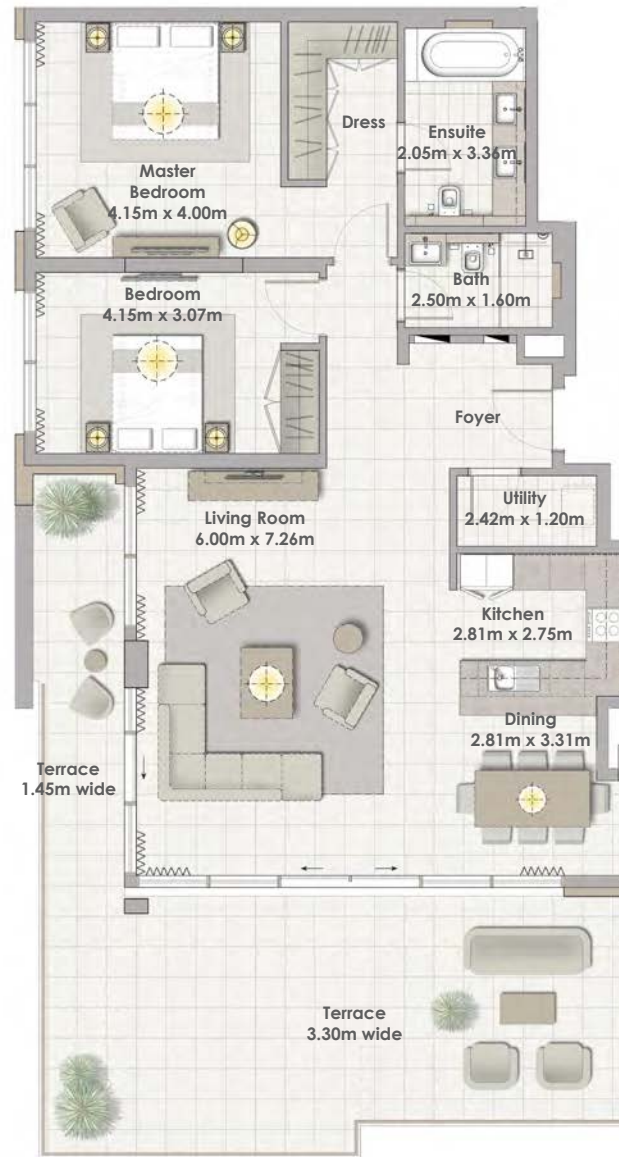 Dress
Ensuite
2.05m x 3.36m
Master
Bedroom
4.15m x 4.00m
Bath
2.50m x 1.60m
Bedroom
4.15m x 3.07m
Foyer
Utility
2.42m x 1.20m
Living Room
6.00m x 7.26m
Kitchen
2.81m x 2.75m
Dining
2.81m x 3.31m
Terrace
1.45m wide
Terrace
3.30m wide